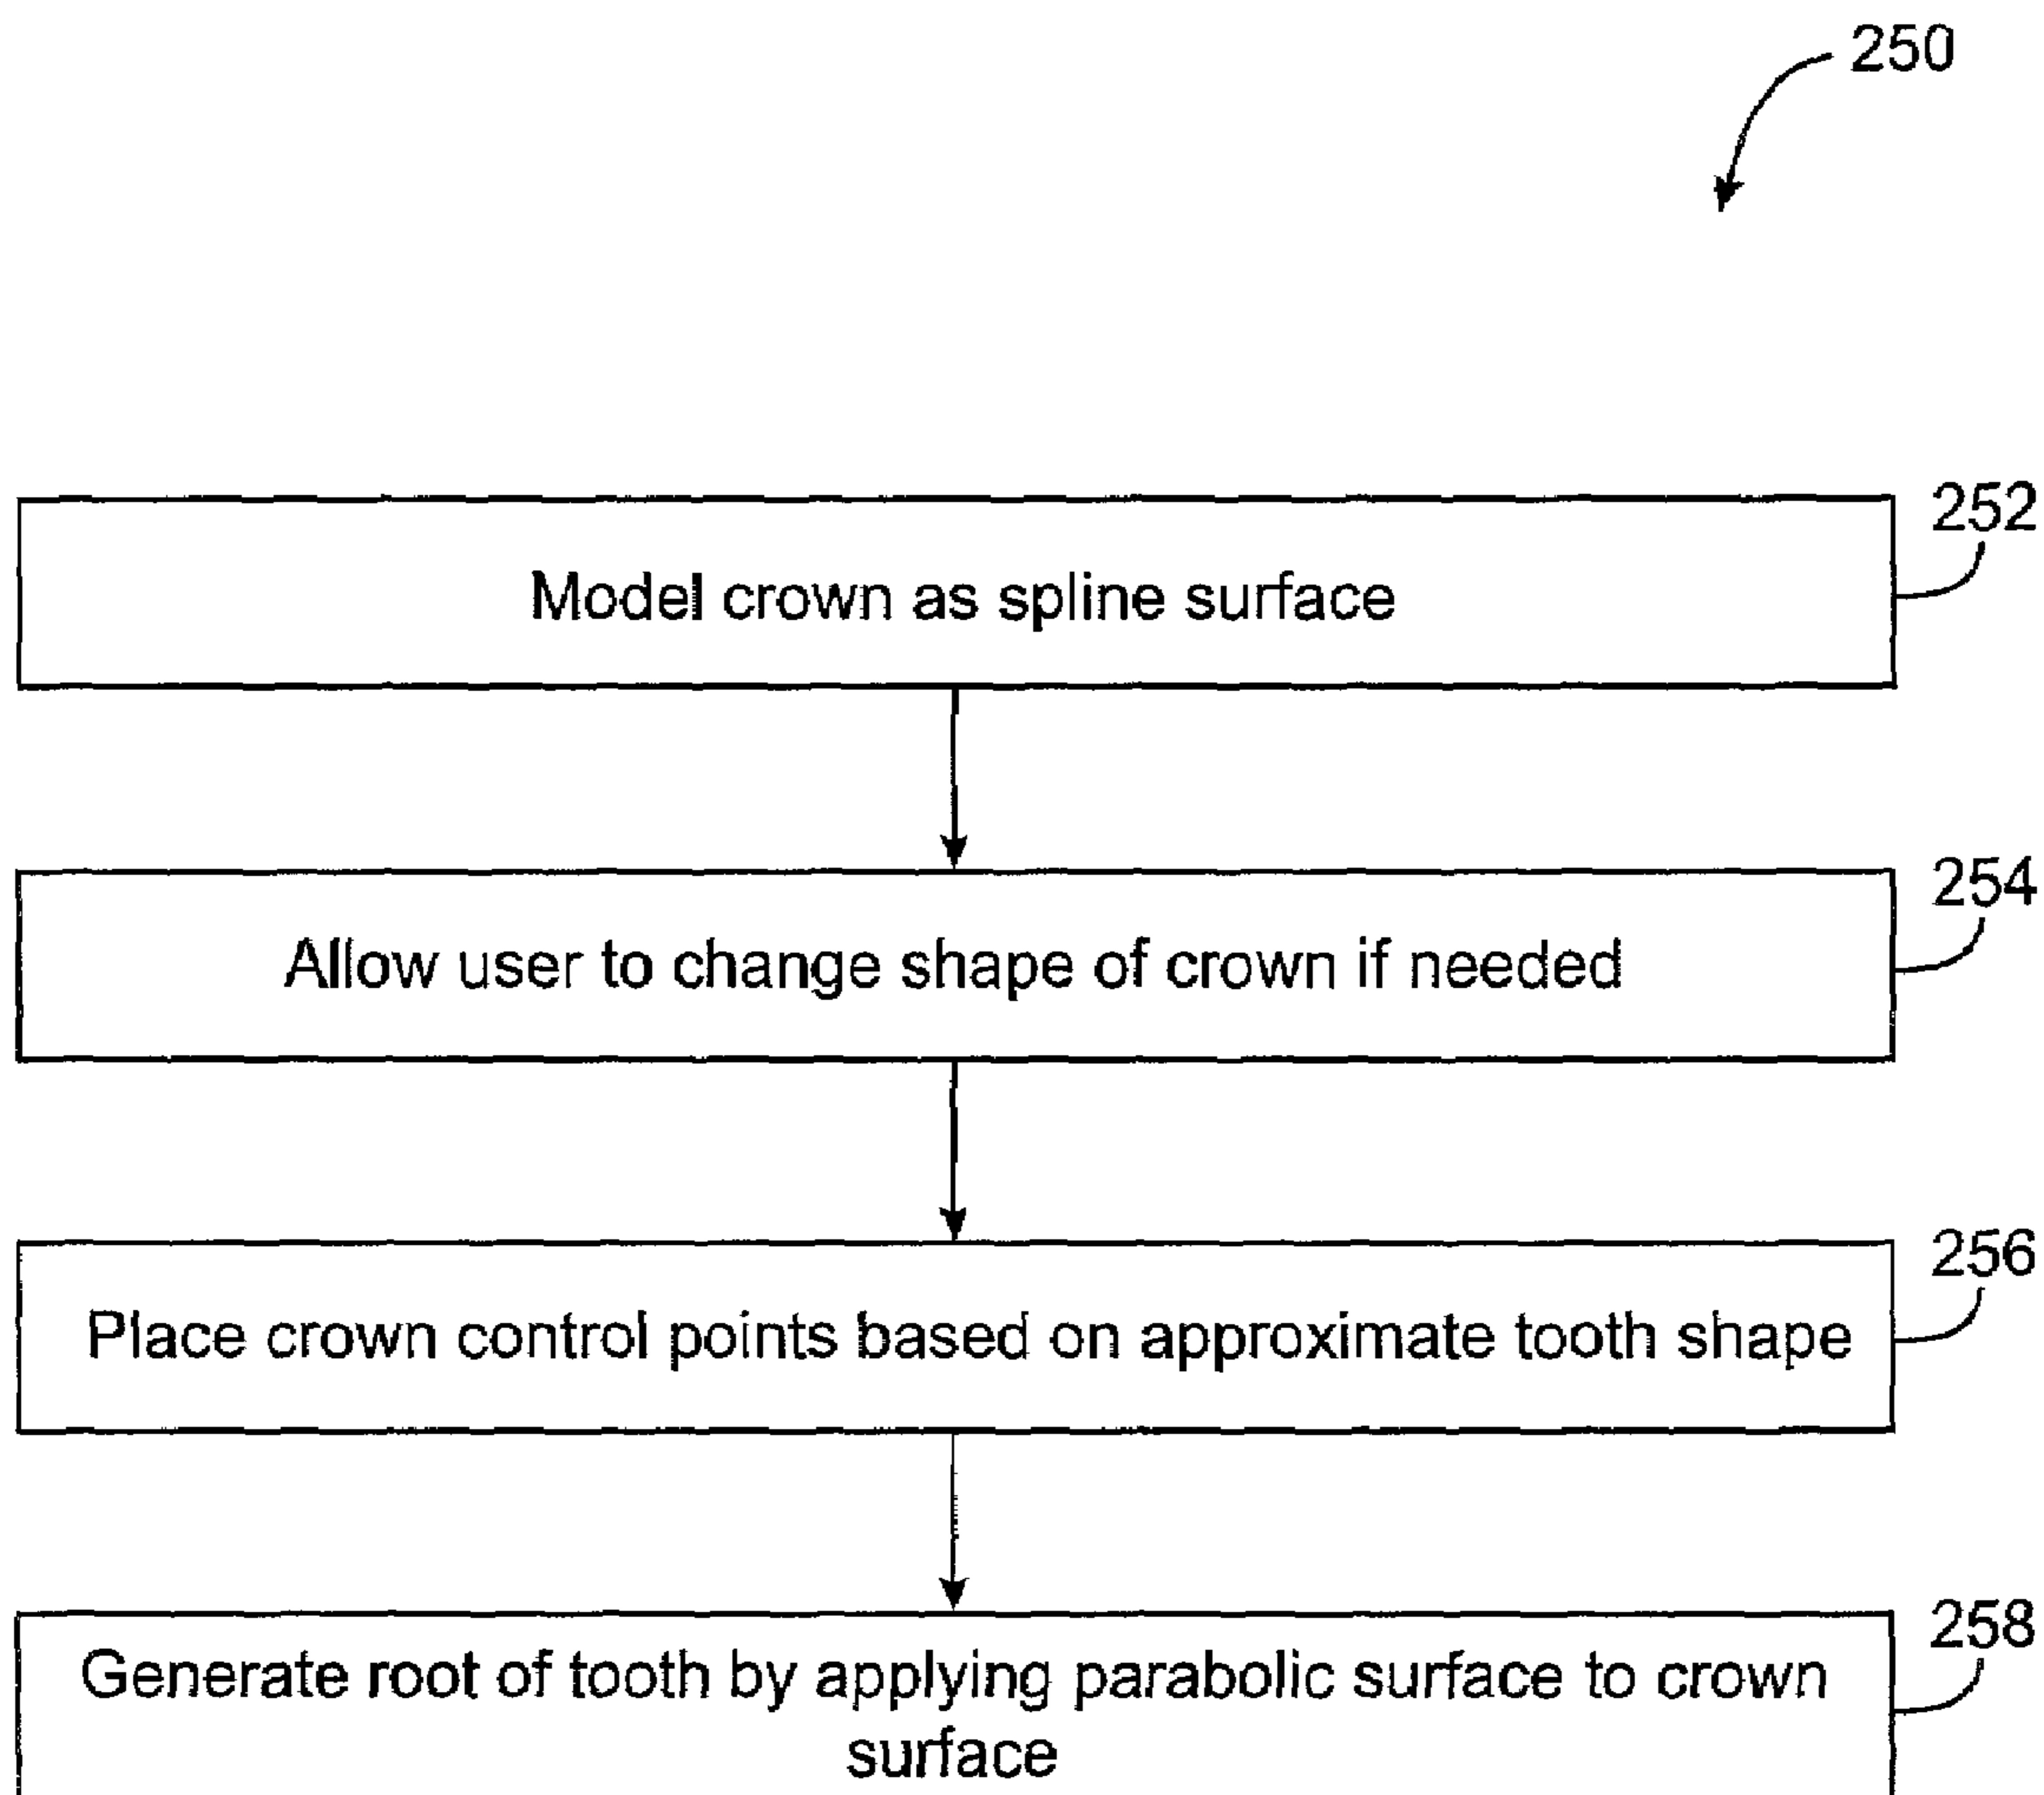 250
252
Model crown as spline surface
254
Allow user to change shape of crown if needed
256
Place crown control points based on approximate tooth shape
258
Generate root of tooth by applying parabolic surface to crown
surface